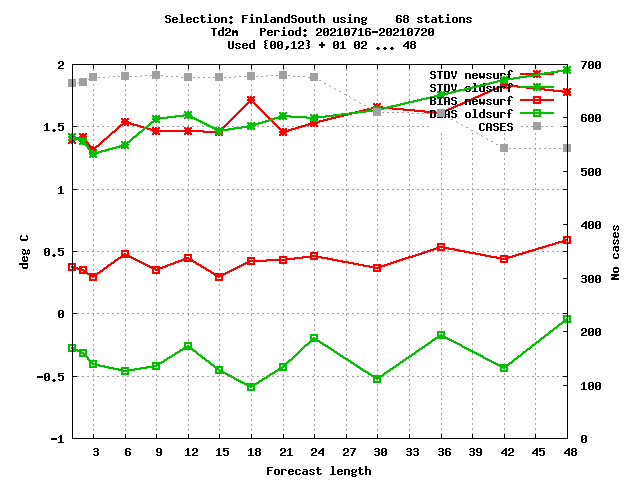 Selection: FinlandSouth using    68 stations
Td2m   Period: 20210716-20210720
Used {00,12} + 01 02 ... 48
STDV newsurf
STDV oldsurf
BIAS newsurf
BIAS oldsurf
CASES
2
1.5
1
0.5
0
-0.5
-1
deg C
700
600
500
400
300
200
100
0
No cases
3 6 9 12 15 18 21 24 27 30 33 36 39 42 45 48
Forecast length